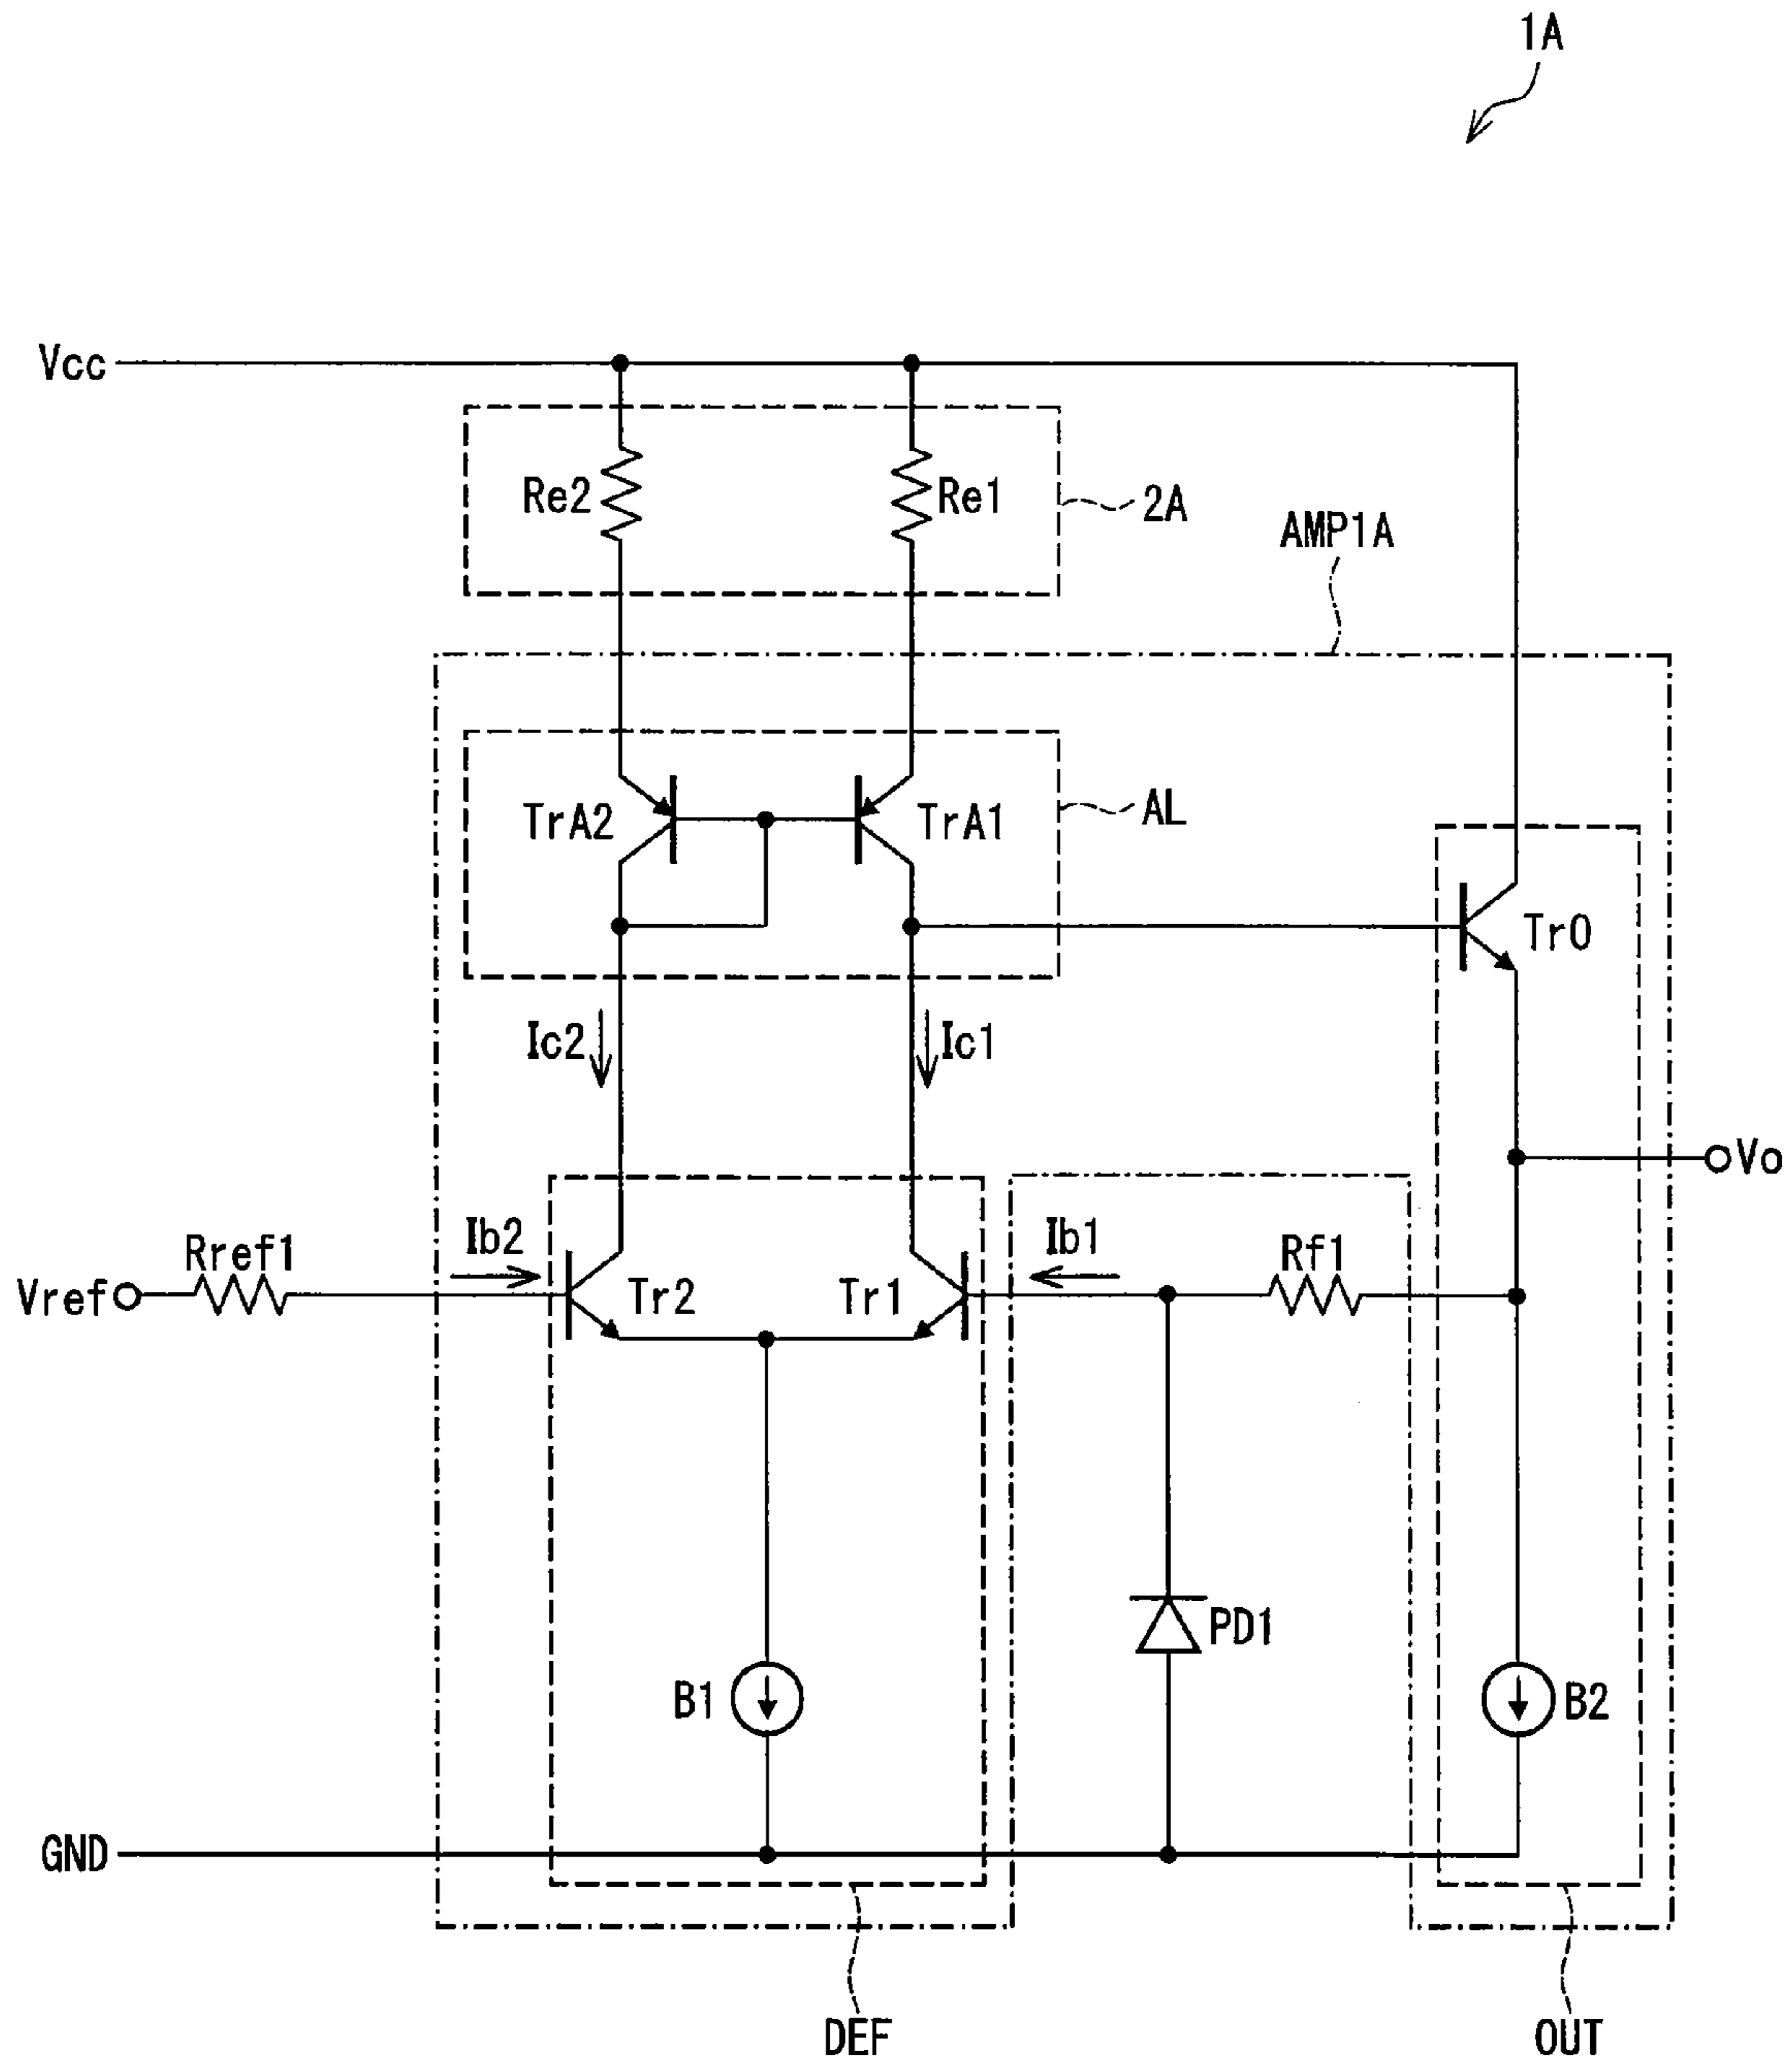 1A
Vcc
Re2
Re1
2A
AMP1A
TrA2
TrA1
AL
Tr0
Ic2
Ic1
Vo
Ib2
Ib1
Rref1
Rf1
Vref
Tr2
Tr1
PD1
B1
B2
GND
DEF
OUT